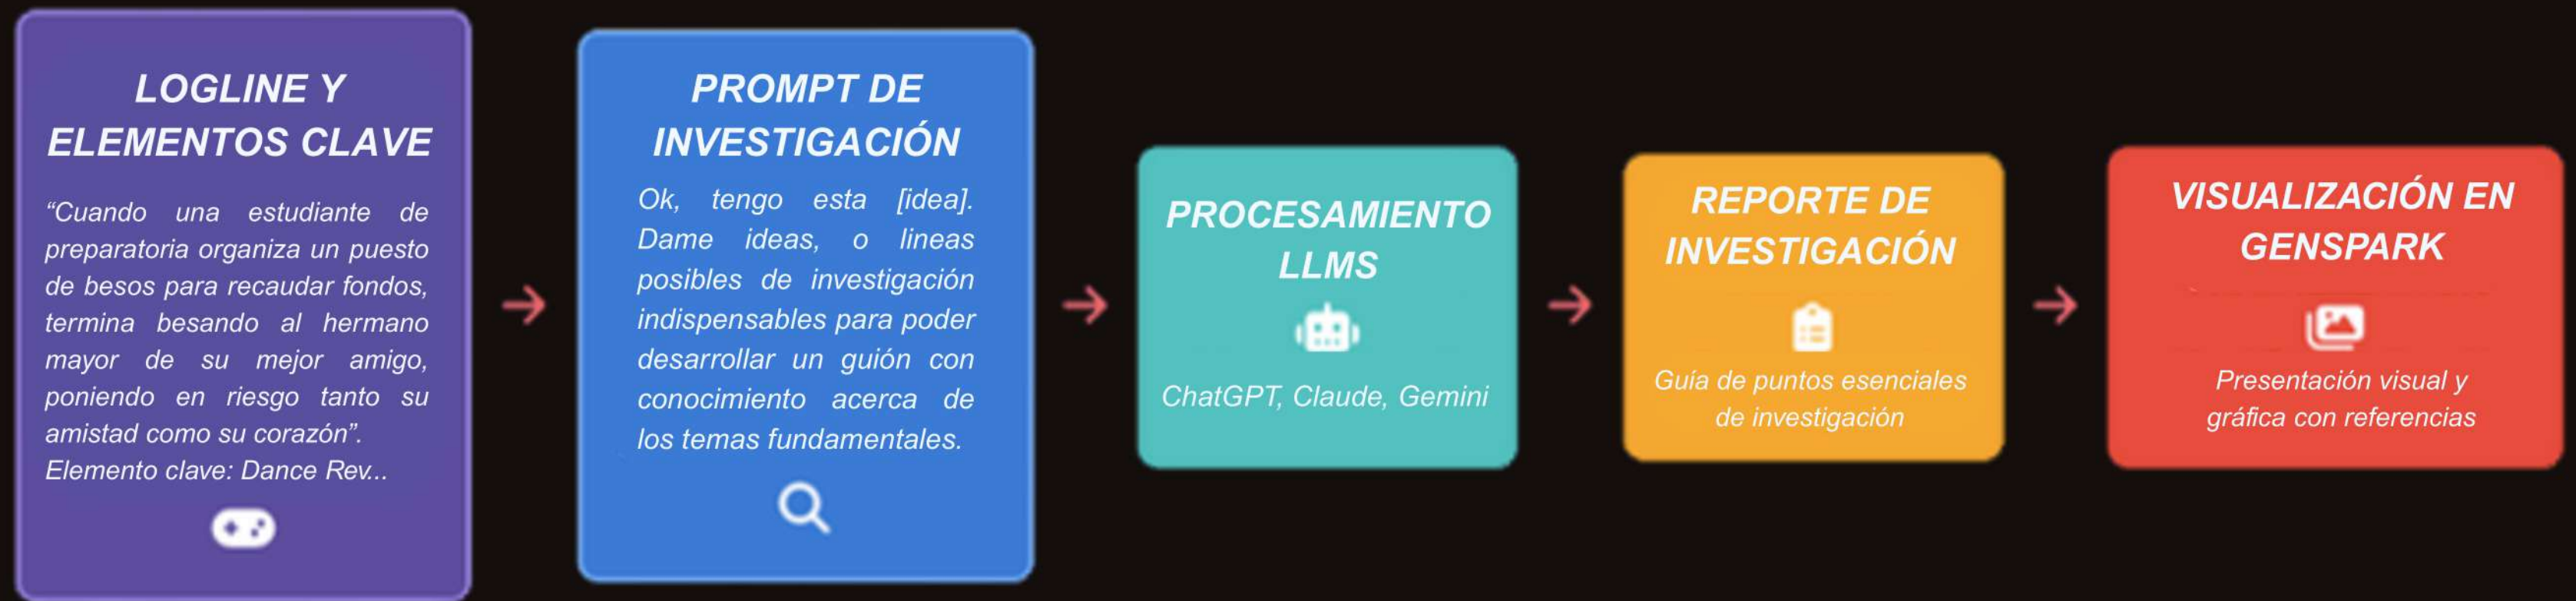 LOGLINE Y
ELEMENTOS CLAVE
“Cuando una estudiante de
preparatoria organiza un puesto
de besos para recaudar fondos,
termina besando al hermano
mayor de su mejor amigo,
poniendo en riesgo tanto su
amistad como su corazón”.
Elemento clave: Dance Rev...
PROMPT DE
INVESTIGACIÓN
Ok, tengo esta [idea].
Dame ideas, o lineas
posibles de investigación
indispensables para poder
desarrollar un guión con
conocimiento acerca de
los temas fundamentales.
PROCESAMIENTO
LLMS
ChatGPT, Claude, Gemini
REPORTE DE
INVESTIGACIÓN
Guía de puntos esenciales
de investigación
VISUALIZACIÓN EN
GENSPARK
Presentación visual y
gráfica con referencias